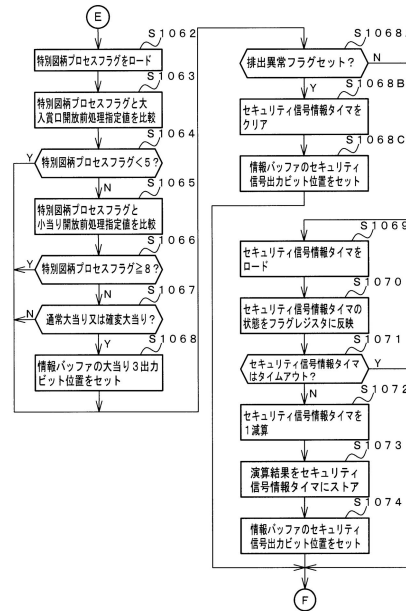 E
S1062
特別図柄プロセスフラグをロード
S1063
特別図柄プロセスフラグと大
入賞口開放前処理指定値を比較
S1064
特別図柄プロセスフラグ<5?
Y
N
S1065
特別図柄プロセスフラグと
小当り開放前処理指定値を比較
S1066
特別図柄プロセスフラグ≧8?
Y
N
S1067
通常大当り又は確変大当り?
N
Y
S1068
情報バッファの大当り3出力
ビット位置をセット
S1068A
排出異常フラグセット?
N
Y
S1068B
セキュリティ信号情報タイマを
クリア
S1068C
情報バッファのセキュリティ
信号出力ビット位置をセット
S1069
セキュリティ信号情報タイマを
ロード
S1070
セキュリティ信号情報タイマの
状態をフラグレジスタに反映
S1071
セキュリティ信号情報タイマ
はタイムアウト?
Y
N
S1072
セキュリティ信号情報タイマを
1減算
S1073
演算結果をセキュリティ
信号情報タイマにストア
S1074
情報バッファのセキュリティ
信号出力ビット位置をセット
F